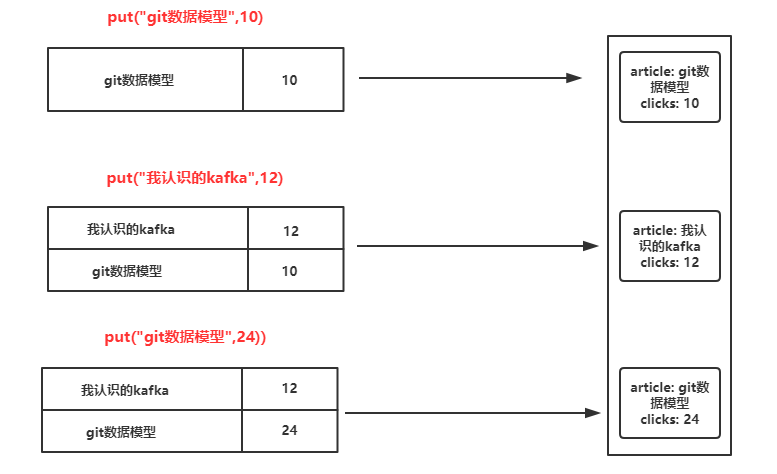 put("git数据模型",10)
git数据模型 10
article: git数
据模型
clicks: 10
put("我认识的kafka",12)
我认识的kafka 12
git数据模型 10
article: 我认
识的kafka
clicks: 12
put("git数据模型",24))
我认识的kafka 12
git数据模型 24
article: git数
据模型
clicks: 24